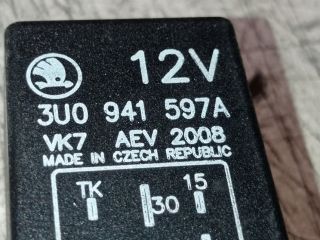 12V
3U0 941 597A
VK7 AEV 2008
MADE IN CZECH REPUBLIC
TK 30 15